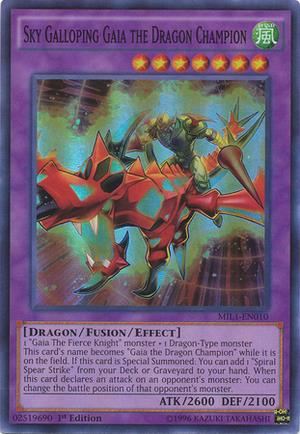 SKY GALLOPING GAIA THE DRAGON CHAMPION
風
MIL1-EN010
[DRAGON/FUSION/EFFECT]
1 "Gaia The Fierce Knight" monster + 1 Dragon-Type monster
This card's name becomes "Gaia the Dragon Champion" while it is
on the field. If this card is Special Summoned: You can add 1 "Spiral
Spear Strike" from your Deck or Graveyard to your hand. When
this card declares an attack on an opponent's monster: You can
change the battle position of that opponent's monster.
ATK/2600 DEF/2100
02519690 1st Edition ©1996 KAZUKI TAKAHASHI